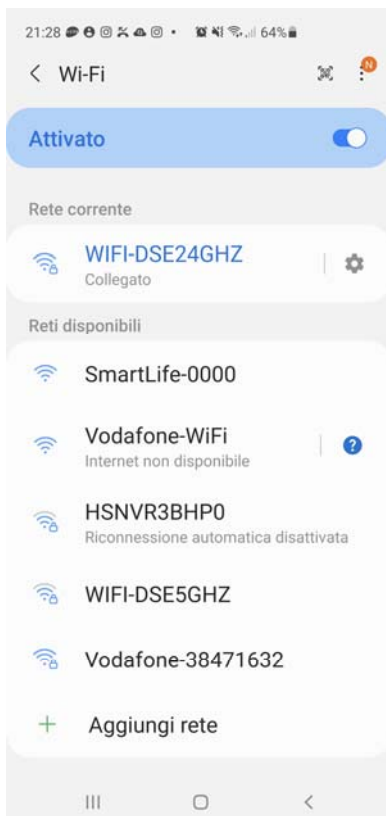 21:28 64%
Wi-Fi
N
Attivato
Rete corrente
WIFI-DSE24GHZ
Collegato
Reti disponibili
SmartLife-0000
Vodafone-WiFi
Internet non disponibile
?
HSNVR3BHP0
Riconnessione automatica disattivata
WIFI-DSE5GHZ
Vodafone-38471632
Aggiungi rete